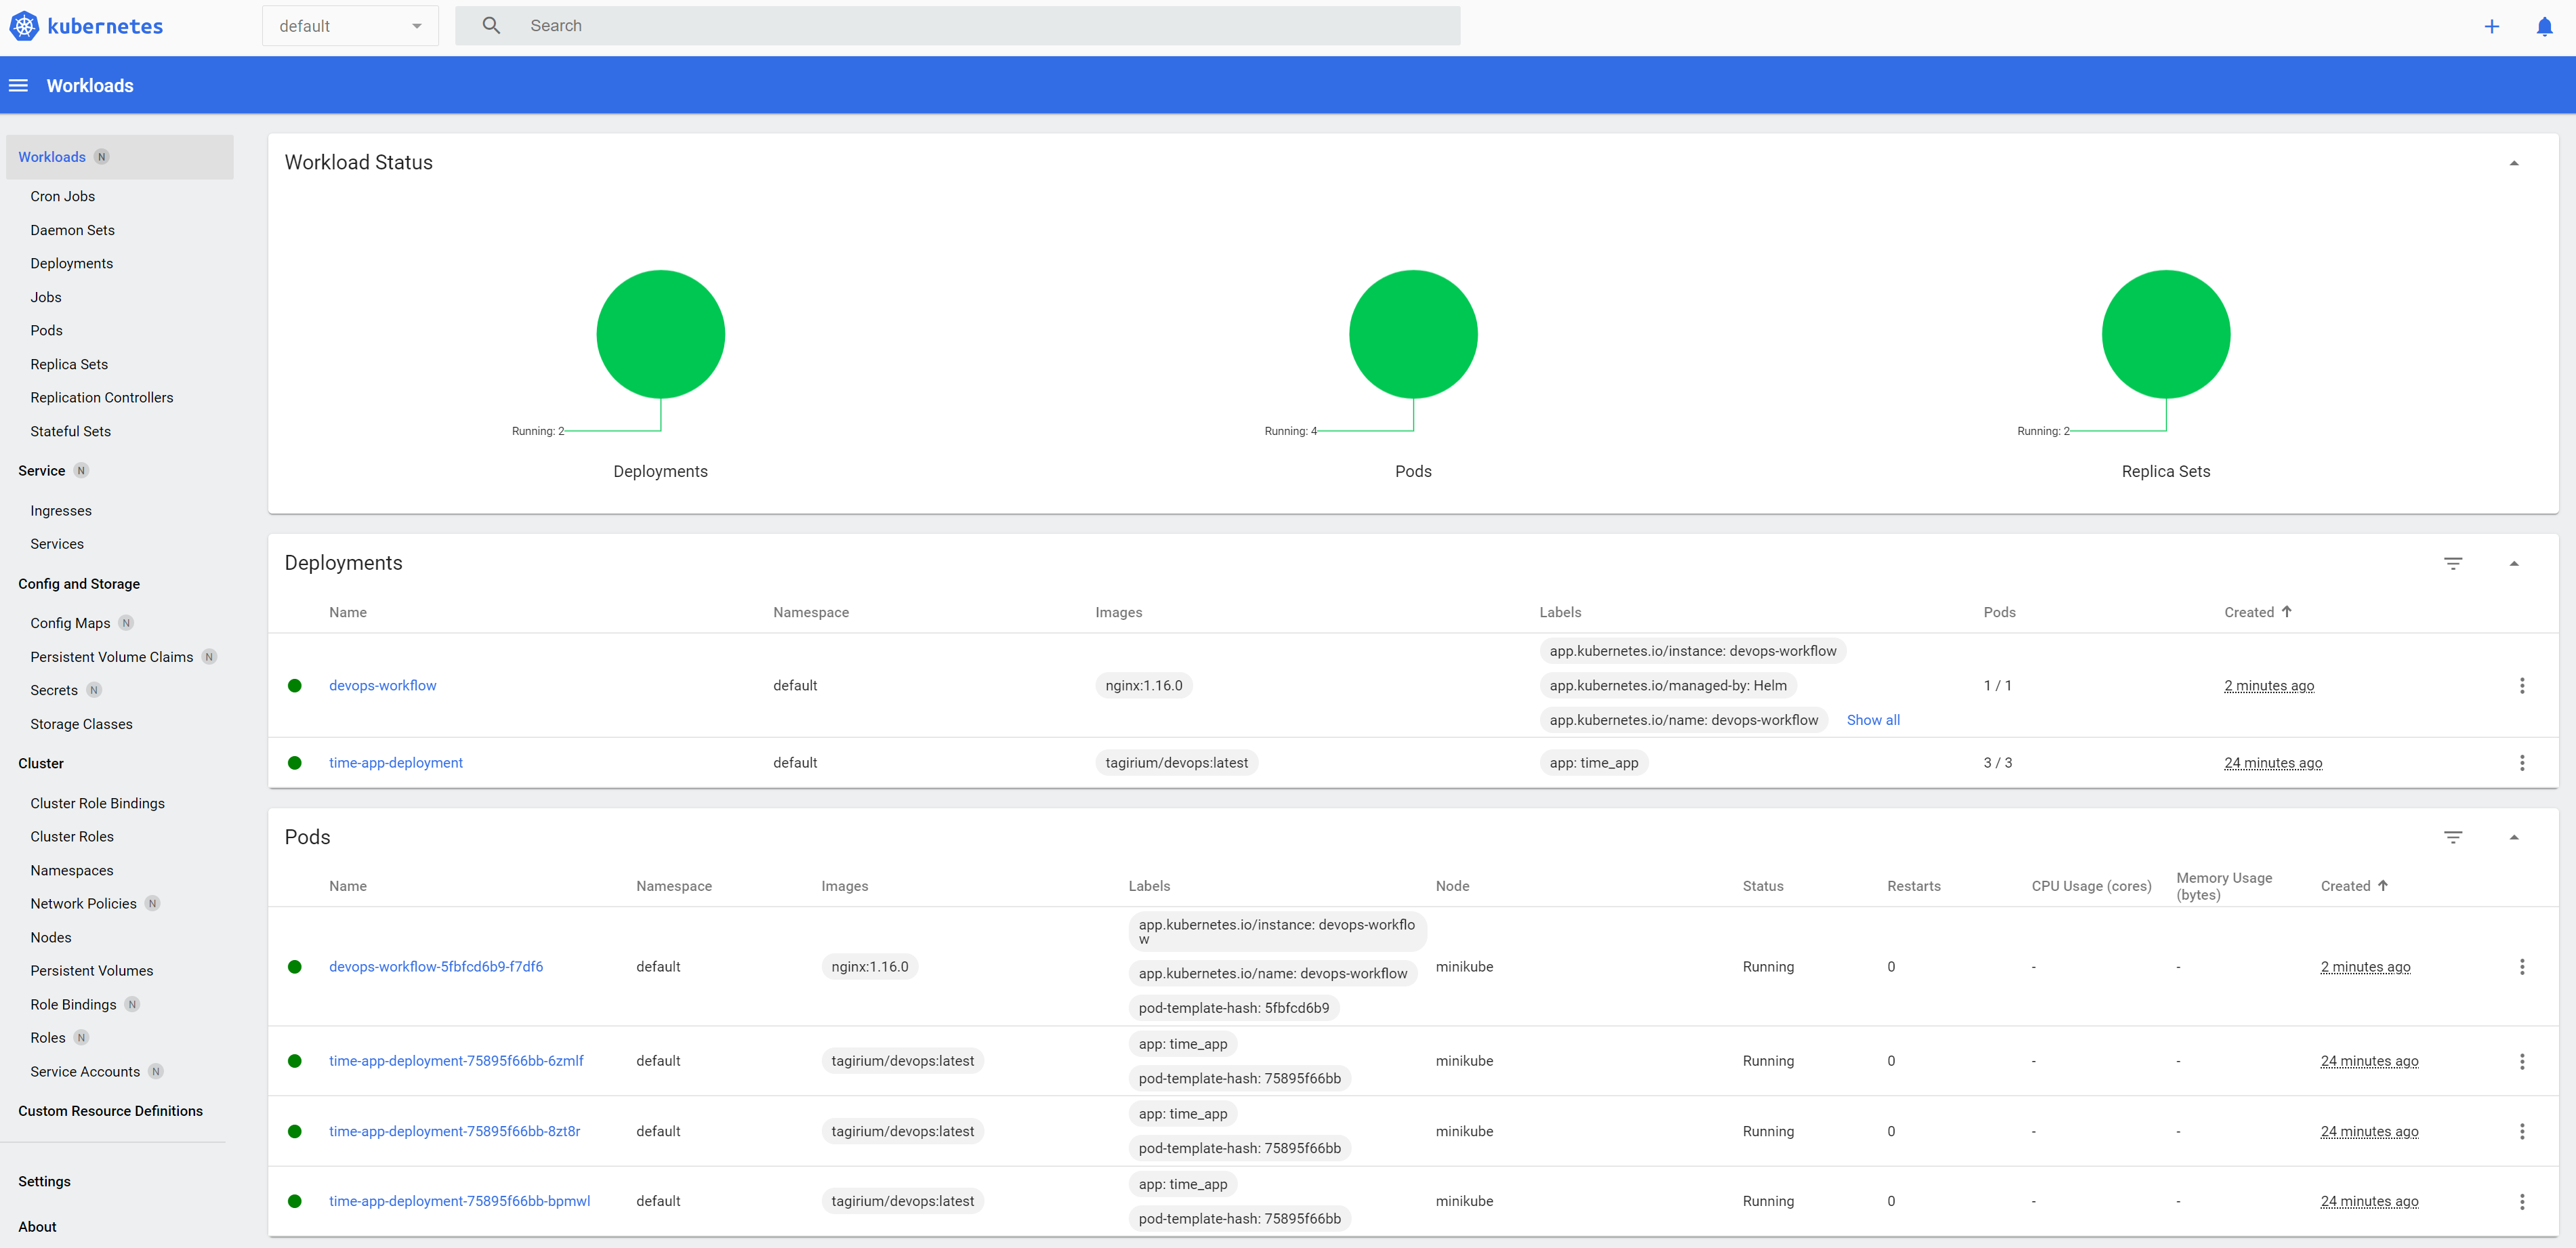 kubernetes
default
Search
Workloads
Workloads N
Cron Jobs
Daemon Sets
Deployments
Jobs
Pods
Replica Sets
Replication Controllers
Stateful Sets
Service N
Ingresses
Services
Config and Storage
Config Maps N
Persistent Volume Claims N
Secrets N
Storage Classes
Cluster
Cluster Role Bindings
Cluster Roles
Namespaces
Network Policies N
Nodes
Persistent Volumes
Role Bindings N
Roles N
Service Accounts N
Custom Resource Definitions
Settings
About
Workload Status
Running: 2
Deployments
Running: 4
Pods
Running: 2
Replica Sets
Deployments
Name Namespace Images Labels Pods Created
app.kubernetes.io/instance: devops-workflow
devops-workflow default nginx:1.16.0 app.kubernetes.io/managed-by: Helm 1 / 1 2 minutes ago
app.kubernetes.io/name: devops-workflow Show all
time-app-deployment default tagirium/devops:latest app: time_app 3 / 3 24 minutes ago
Pods
Name Namespace Images Labels Node Status Restarts CPU Usage (cores) Memory Usage (bytes) Created
app.kubernetes.io/instance: devops-workflo
w
devops-workflow-5fbfcd6b9-f7df6 default nginx:1.16.0 app.kubernetes.io/name: devops-workflow minikube Running 0 - - 2 minutes ago
pod-template-hash: 5fbfcd6b9
app: time_app
time-app-deployment-75895f66bb-6zmlf default tagirium/devops:latest minikube Running 0 - - 24 minutes ago
pod-template-hash: 75895f66bb
app: time_app
time-app-deployment-75895f66bb-8zt8r default tagirium/devops:latest minikube Running 0 - - 24 minutes ago
pod-template-hash: 75895f66bb
app: time_app
time-app-deployment-75895f66bb-bpmwl default tagirium/devops:latest minikube Running 0 - - 24 minutes ago
pod-template-hash: 75895f66bb